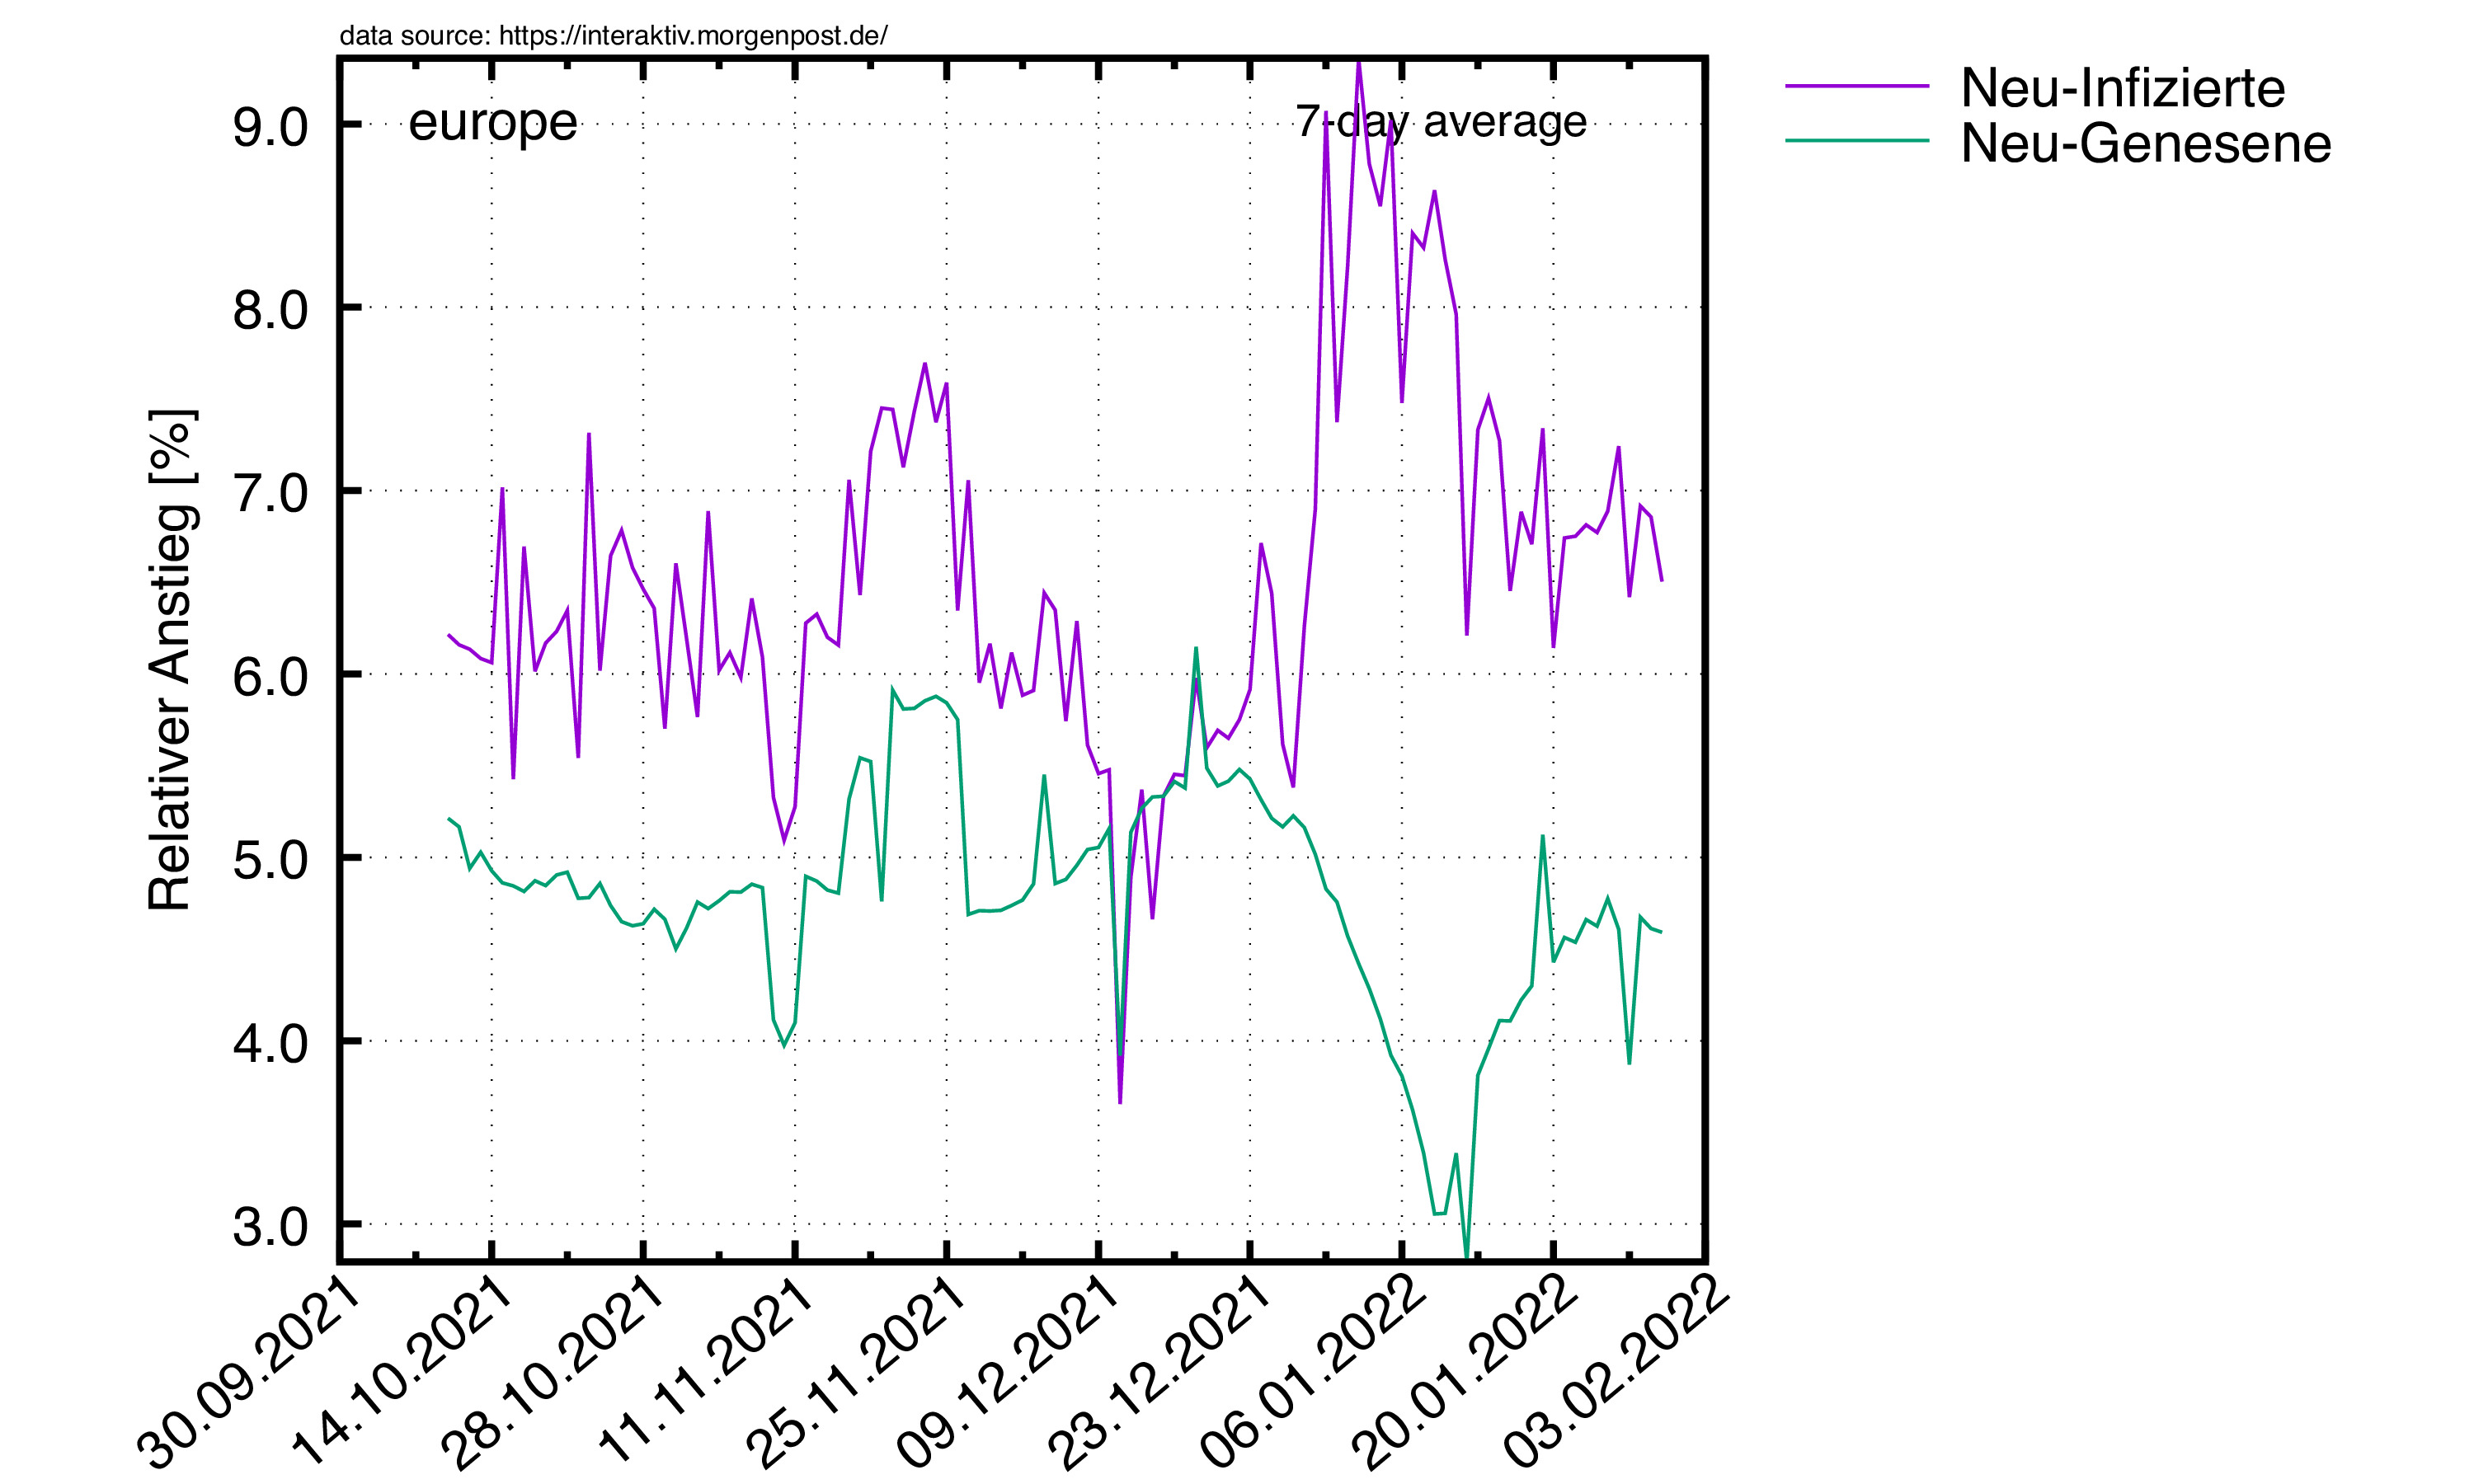 data source: https://interaktiv.morgenpost.de/
europe
7-day average
Neu-Infizierte
Neu-Genesene
Relativer Anstieg [%]
9.0
8.0
7.0
6.0
5.0
4.0
3.0
30.09.2021
14.10.2021
28.10.2021
11.11.2021
25.11.2021
09.12.2021
23.12.2021
06.01.2022
20.01.2022
03.02.2022